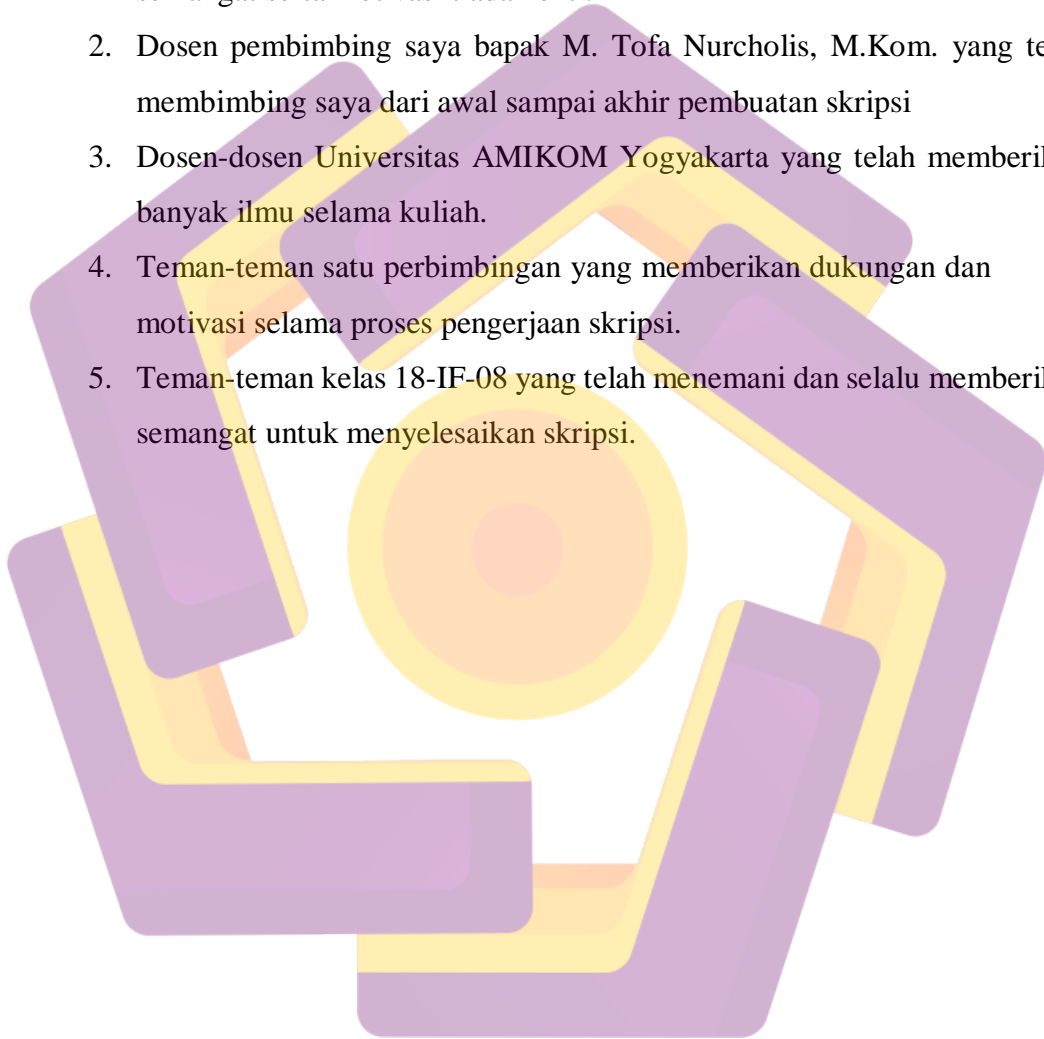 2. Dosen pembimbing saya bapak M. Tofa Nurcholis, M.Kom. yang
membimbing saya dari awal sampai akhir pembuatan skripsi
3. Dosen-dosen Universitas AMIKOM Yogyakarta yang telah
banyak ilmu selama kuliah.
4. Teman-teman satu perbimbingan yang memberikan dukungan dan
motivasi selama proses pengerjaan skripsi.
5. Teman-teman kelas 18-IF-08 yang telah menemani dan selalu
semangat untuk menyelesaikan skripsi.